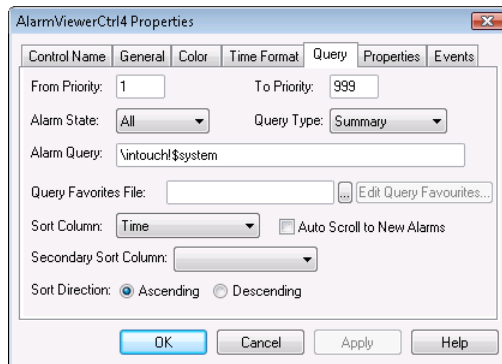 AlarmViewerCtrl4 Properties
Control Name General Color Time Format Query Properties Events
From Priority: 1 To Priority: 999
Alarm State: All Query Type: Summary
Alarm Query: \intouch!$system
Query Favorites File: ... Edit Query Favourites...
Sort Column: Time Auto Scroll to New Alarms
Secondary Sort Column:
Sort Direction: Ascending Descending
OK Cancel Apply Help